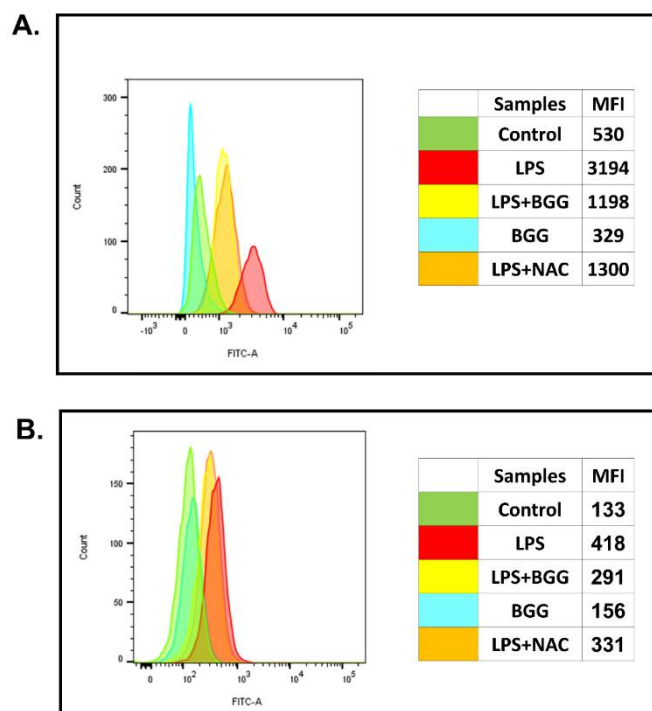 A.
300
200
100
0
Count
-10³ 0 10³ 10⁴ 10⁵
FITC-A
Samples MFI
Control 530
LPS 3194
LPS+BGG 1198
BGG 329
LPS+NAC 1300
B.
150
100
50
0
Count
0 10² 10³ 10⁴ 10⁵
FITC-A
Samples MFI
Control 133
LPS 418
LPS+BGG 291
BGG 156
LPS+NAC 331